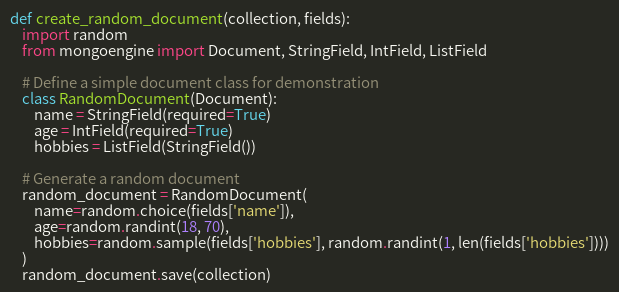 def create_random_document(collection, fields):
    import random
    from mongoengine import Document, StringField, IntField, ListField

    # Define a simple document class for demonstration
    class RandomDocument(Document):
        name = StringField(required=True)
        age = IntField(required=True)
        hobbies = ListField(StringField())

    # Generate a random document
    random_document = RandomDocument(
        name=random.choice(fields['name']),
        age=random.randint(18, 70),
        hobbies=random.sample(fields['hobbies'], random.randint(1, len(fields['hobbies'])))
    )
    random_document.save(collection)